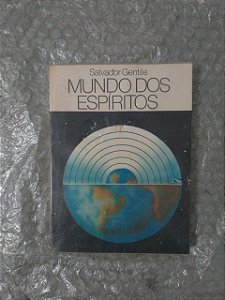 Salvador Gentile
MUNDO DOS
ESPÍRITOS